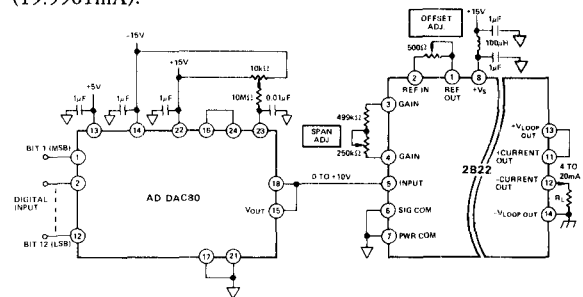 (19.9961mA).
OFFSET
ADJ.
+15V
1μF
100μH
1μF
500Ω
-15V
+15V
10kΩ
+5V
1μF
1μF
1μF
10MΩ
0.01μF
13
14
22
16
24
23
2
1
8
REF IN
REF
OUT
+VS
3
GAIN
499kΩ
SPAN
ADJ
250kΩ
4
GAIN
+VLOOP
OUT
13
+CURRENT
OUT
11
4 TO
20mA
-CURRENT
OUT
12
RL
-VLOOP OUT
14
2B22
BIT 1 (MSB)
1
2
DIGITAL
INPUT
BIT 12 (LSB)
12
AD DAC80
18
VOUT
15
0 TO +10V
5
INPUT
6
SIG COM
7
PWR COM
17
21